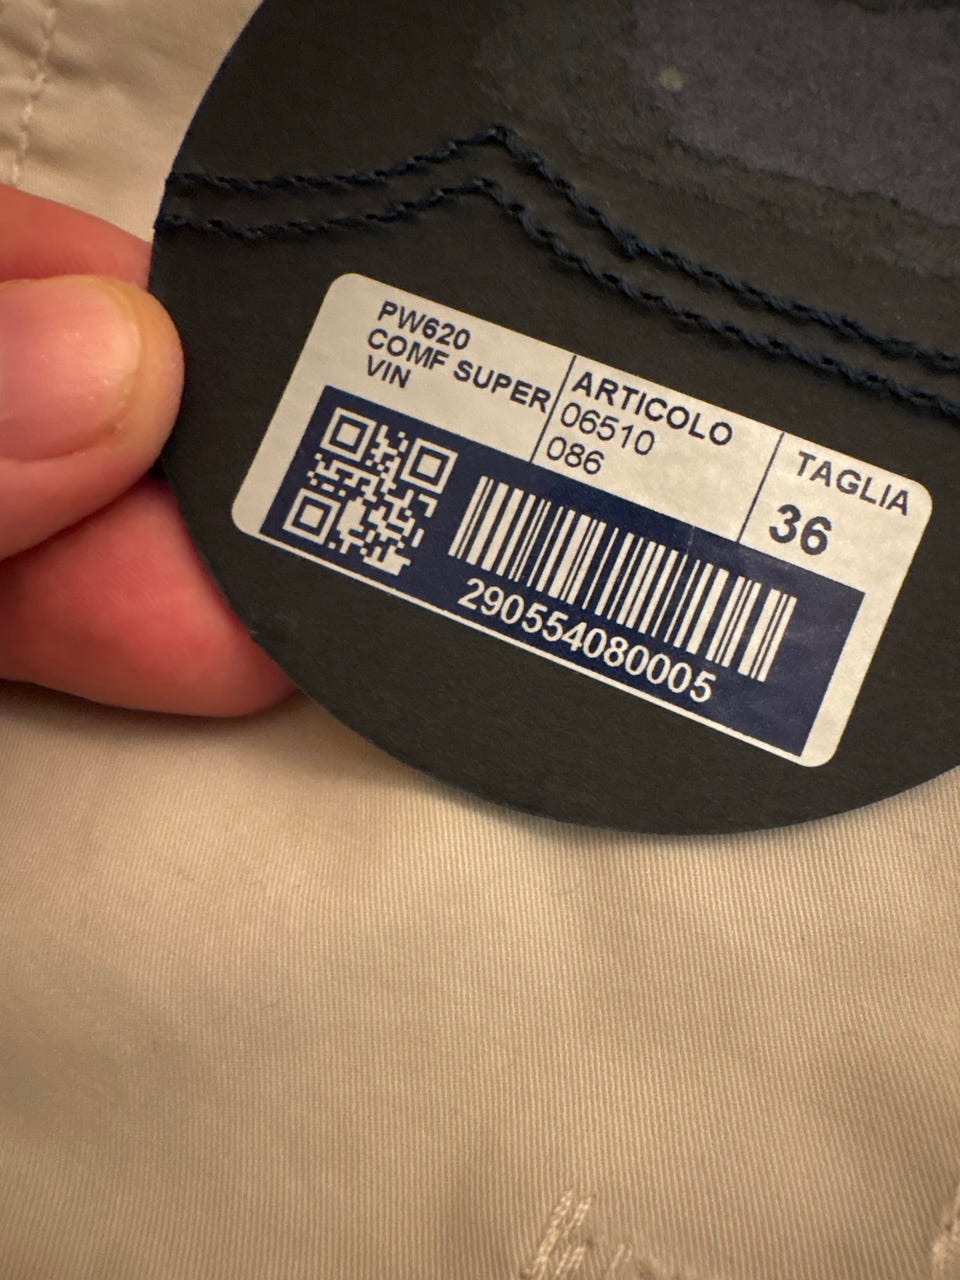 PW620
COMF SUPER
VIN
ARTICOLO
06510
086
TAGLIA
36
290554080005